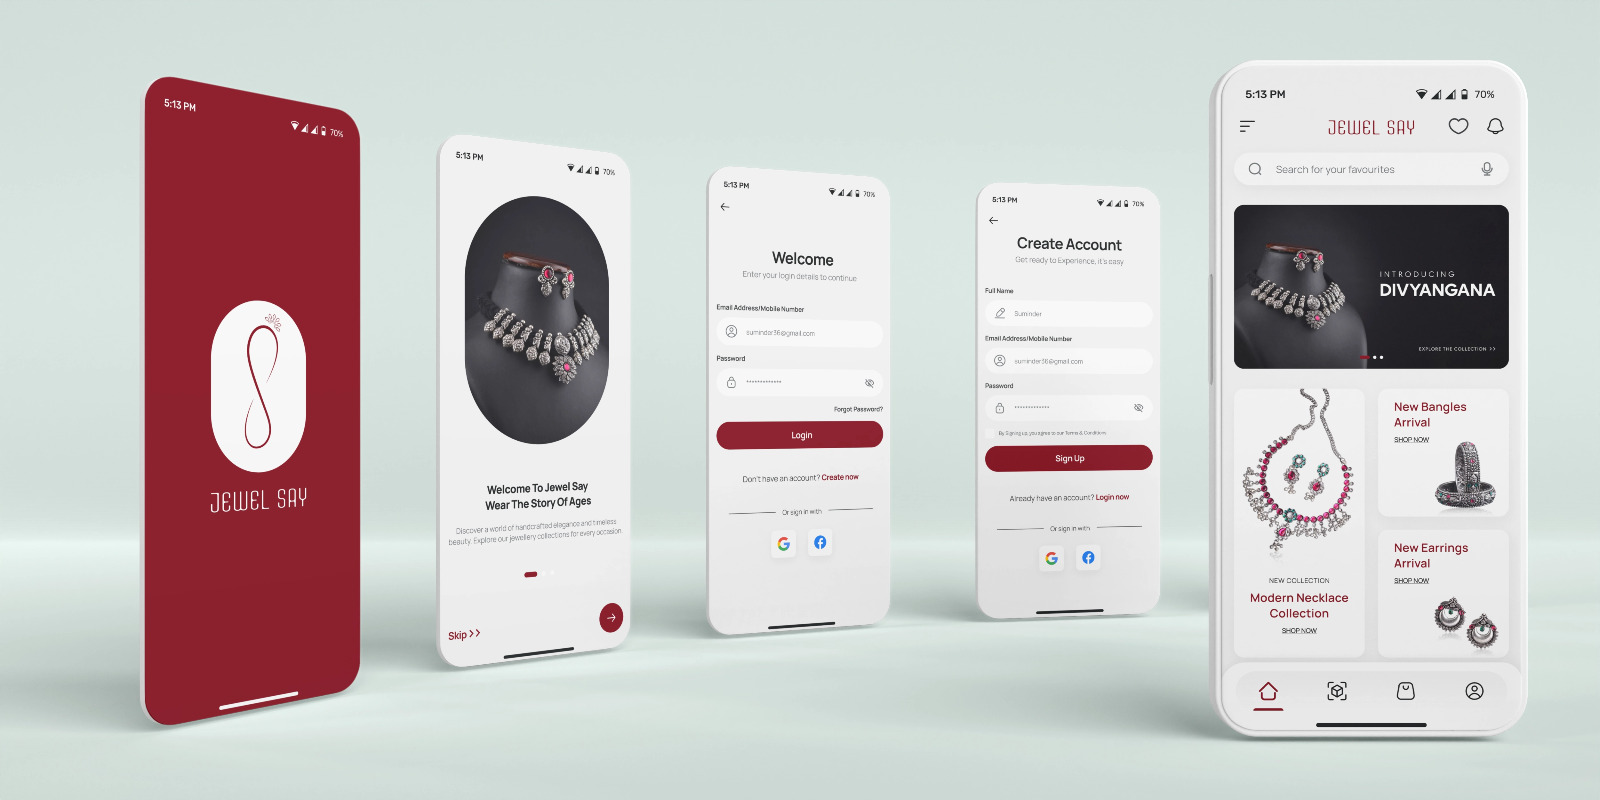 5:13 PM
70%
JEWEL SAY
5:13 PM
70%
Welcome To Jewel Say
Wear The Story Of Ages
Discover a world of handcrafted elegance and timeless
beauty. Explore our jewellery collections for every occasion.
Skip >>
5:13 PM
70%
Welcome
Enter your login details to continue
Email Address/Mobile Number
suminder36@gmail.com
Password
*************
Forgot Password?
Login
Don't have an account? Create now
Or sign in with
5:13 PM
70%
Create Account
Get ready to Experience, it's easy
Full Name
Suminder
Email Address/Mobile Number
suminder36@gmail.com
Password
*************
By Signing up, you agree to our Terms & Conditions
Sign Up
Already have an account? Login now
Or sign in with
5:13 PM
70%
JEWEL SAY
Search for your favourites
INTRODUCING
DIVYANGANA
EXPLORE THE COLLECTION >>
NEW COLLECTION
Modern Necklace
Collection
SHOP NOW
New Bangles
Arrival
SHOP NOW
New Earrings
Arrival
SHOP NOW